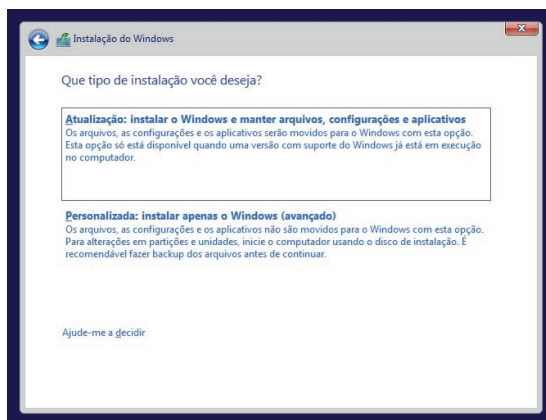 Instalação do Windows
Que tipo de instalação você deseja?
Atualização: instalar o Windows e manter arquivos, configurações e aplicativos
Os arquivos, as configurações e os aplicativos serão movidos para o Windows com esta opção.
Esta opção só está disponível quando uma versão com suporte do Windows já está em execução
no computador.
Personalizada: instalar apenas o Windows (avançado)
Os arquivos, as configurações e os aplicativos não são movidos para o Windows com esta opção.
Para alterações em partições e unidades, inicie o computador usando o disco de instalação. É
recomendável fazer backup dos arquivos antes de continuar.
Ajude-me a decidir